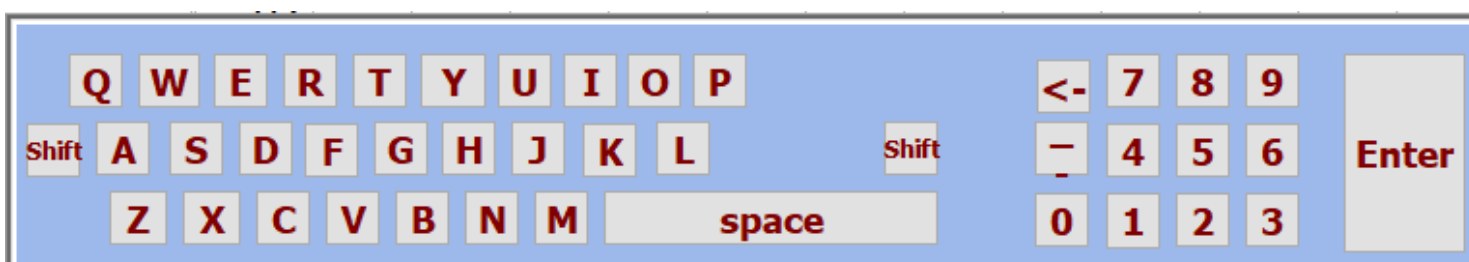 Q W E R T Y U I O P <- 7 8 9
Shift A S D F G H J K L Shift _ - 4 5 6 Enter
Z X C V B N M space 0 1 2 3